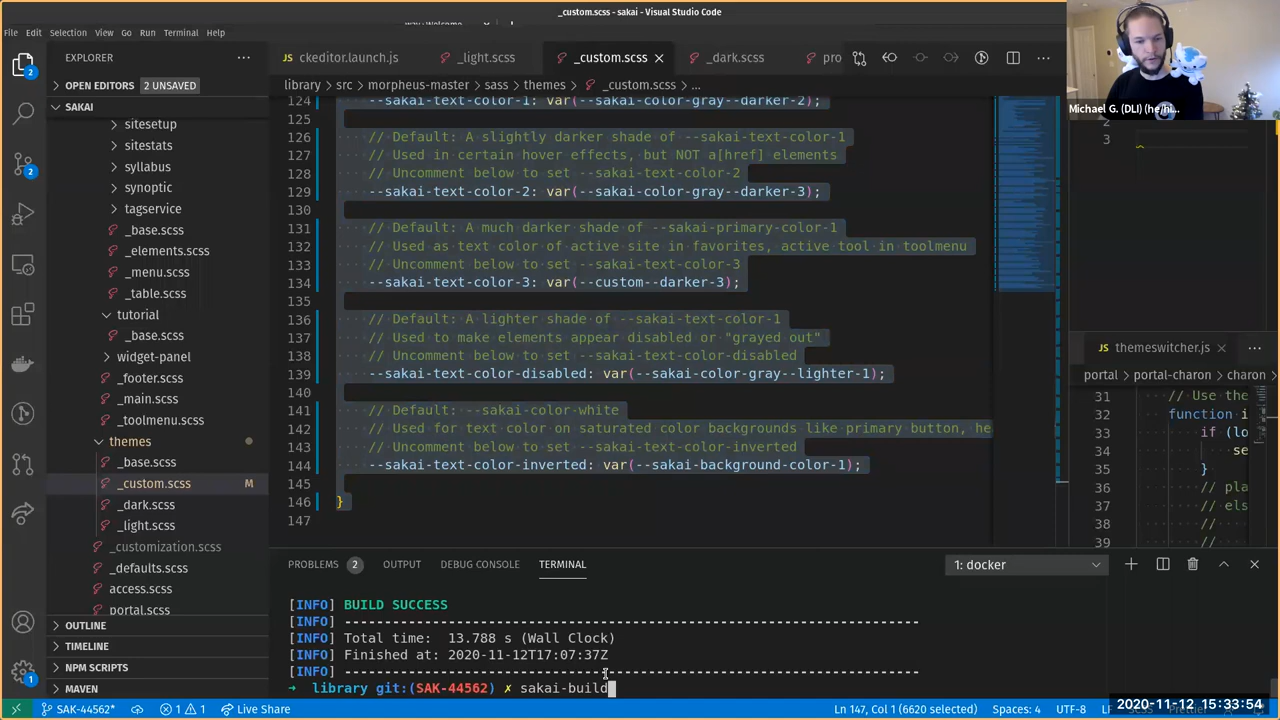 _custom.scss - sakai - Visual Studio Code
File Edit Selection View Go Run Terminal Help
EXPLORER
ckeditor.launch.js
_light.scss
_custom.scss
_dark.scss
pro
OPEN EDITORS 2 UNSAVED
library > src > morpheus-master > sass > themes > _custom.scss > ...
SAKAI
sitesetup
sitestats
syllabus
synoptic
tagservice
_base.scss
_elements.scss
_menu.scss
_table.scss
tutorial
_base.scss
widget-panel
_footer.scss
_main.scss
_toolmenu.scss
themes
_base.scss
_custom.scss M
_dark.scss
_light.scss
_customization.scss
_defaults.scss
access.scss
portal.scss
OUTLINE
TIMELINE
NPM SCRIPTS
MAVEN
124 --sakai-text-color-1: var(--sakai-color-gray--darker-2);
125
126 // Default: A slightly darker shade of --sakai-text-color-1
127 // Used in certain hover effects, but NOT a[href] elements
128 // Uncomment below to set --sakai-text-color-2
129 --sakai-text-color-2: var(--sakai-color-gray--darker-3);
130
131 // Default: A much darker shade of --sakai-primary-color-1
132 // Used as text color of active site in favorites, active tool in toolmenu
133 // Uncomment below to set --sakai-text-color-3
134 --sakai-text-color-3: var(--custom--darker-3);
135
136 // Default: A lighter shade of --sakai-text-color-1
137 // Used to make elements appear disabled or "grayed out"
138 // Uncomment below to set --sakai-text-color-disabled
139 --sakai-text-color-disabled: var(--sakai-color-gray--lighter-1);
140
141 // Default: --sakai-color-white
142 // Used for text color on saturated color backgrounds like primary button, he
143 // Uncomment below to set --sakai-text-color-inverted
144 --sakai-text-color-inverted: var(--sakai-background-color-1);
145
146 }
147
Michael G. (DLI) (he/hi...
2
3
themeswitcher.js
portal > portal-charon > charon
31 // Use the
32 function i
33 if (lo
34 se
35 }
36 // pla
37 // els
38 //
39 //
PROBLEMS 2 OUTPUT DEBUG CONSOLE TERMINAL
1: docker
[INFO] BUILD SUCCESS
[INFO] ------------------------------------------------------------------------
[INFO] Total time:  13.788 s (Wall Clock)
[INFO] Finished at: 2020-11-12T17:07:37Z
[INFO] ------------------------------------------------------------------------
➜  library git:(SAK-44562) ✗ sakai-build
2
2
1
SAK-44562* 1 1 Live Share
Ln 147, Col 1 (6620 selected) Spaces: 4 UTF-8
2020-11-12 15:33:54